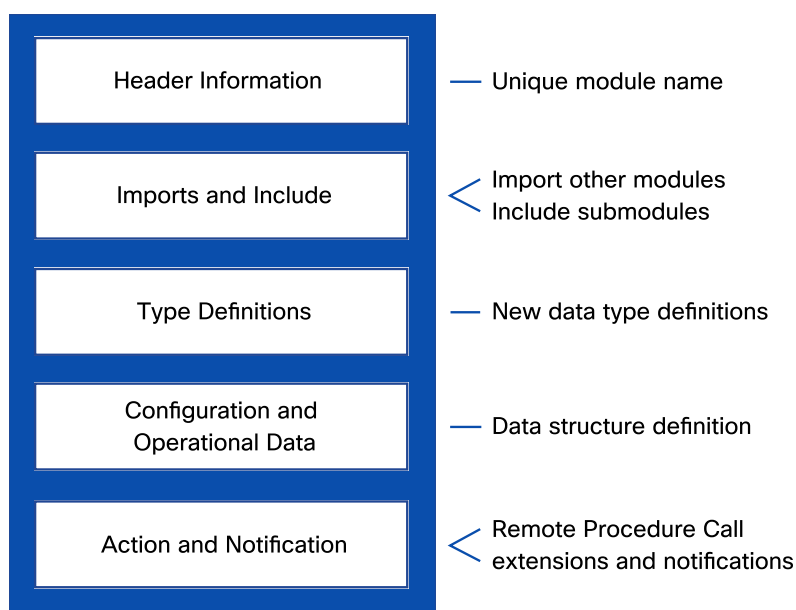 Header Information
Unique module name
Imports and Include
Import other modules
Include submodules
Type Definitions
New data type definitions
Configuration and
Operational Data
Data structure definition
Action and Notification
Remote Procedure Call
extensions and notifications